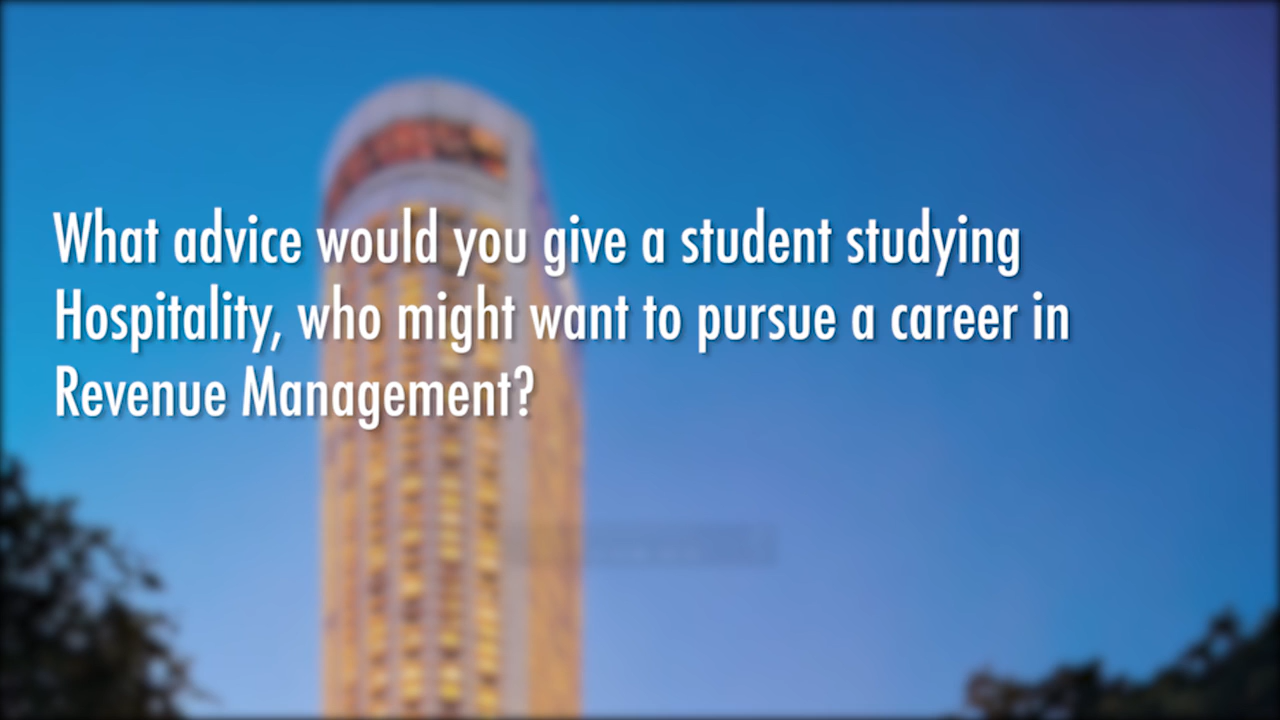 What advice would you give a student studying
Hospitality, who might want to pursue a career in
Revenue Management?